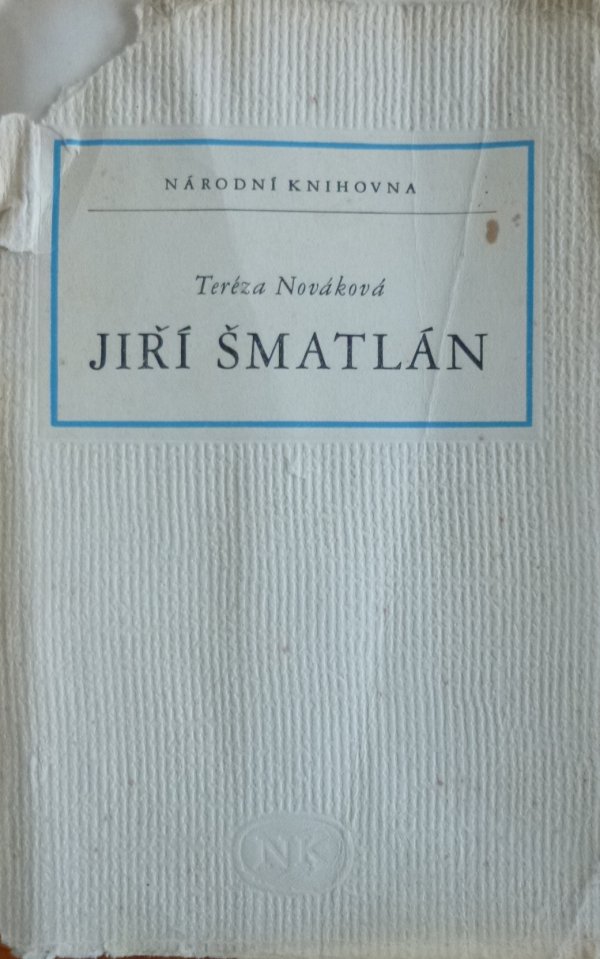 NÁRODNÍ KNIHOVNA
Teréza Nováková
JIŘÍ ŠMATLÁN
NK